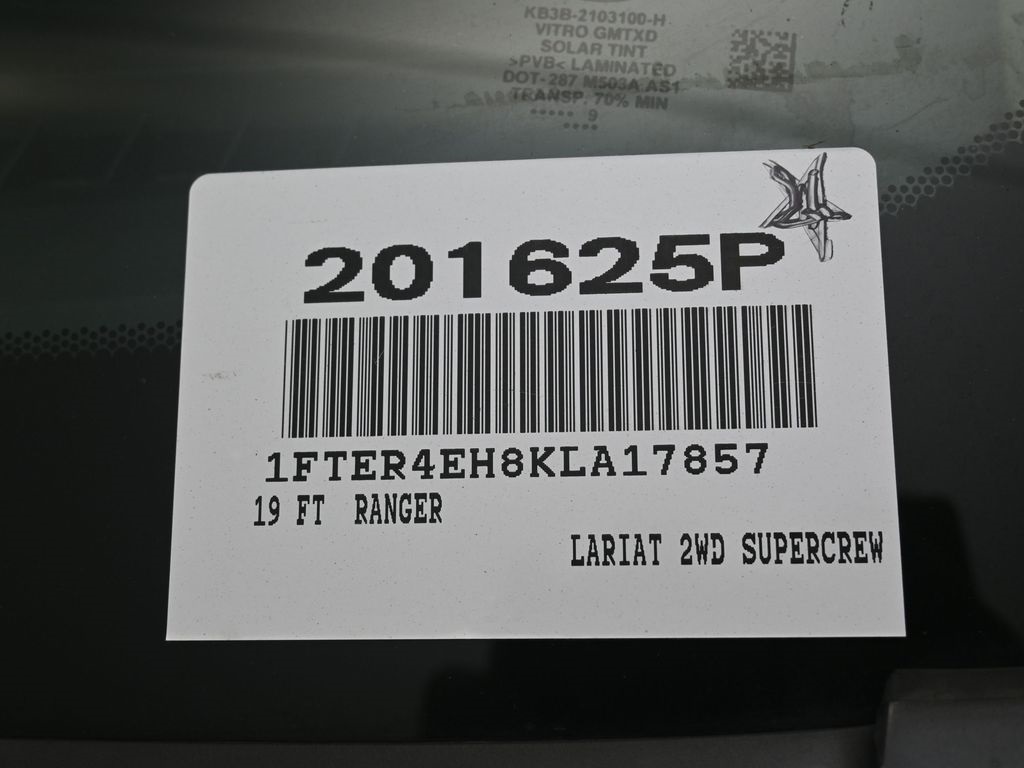 KB3B-2103100-H
VITRO GMTXD
SOLAR TINT
>PVB< LAMINATED
DOT-287 M503A AS1
TRANSP. 70% MIN
••••• 9
••••
201625P
1FTER4EH8KLA17857
19 FT RANGER
LARIAT 2WD SUPERCREW